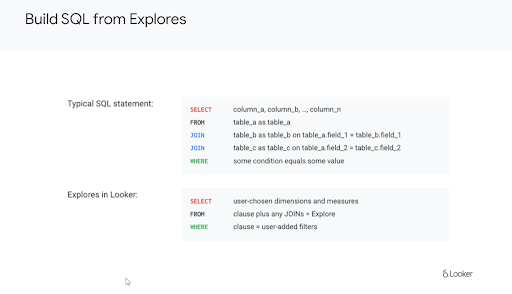 Build SQL from Explores
Typical SQL statement:
SELECT column_a, column_b, ..., column_n
FROM table_a as table_a
JOIN table_b as table_b on table_a.field_1 = table_b.field_1
JOIN table_c as table_c on table_a.field_2 = table_c.field_2
WHERE some condition equals some value
Explores in Looker:
SELECT user-chosen dimensions and measures
FROM clause plus any JOINs = Explore
WHERE clause = user-added filters
Looker